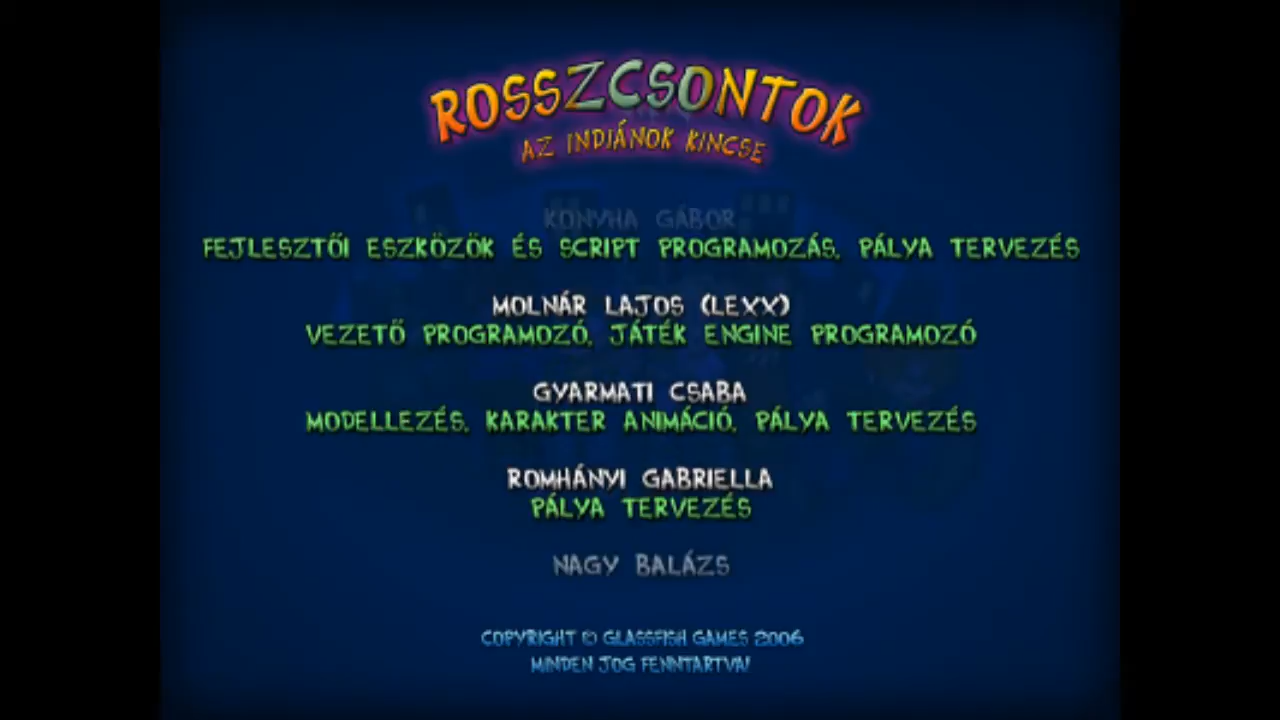 ROSSZCSONTOK
AZ INDIÁNOK KINCSE
KONYHA GÁBOR
FEJLESZTŐI ESZKÖZÖK ÉS SCRIPT PROGRAMOZÁS, PÁLYA TERVEZÉS
MOLNÁR LAJOS (LEXX)
VEZETŐ PROGRAMOZÓ, JÁTÉK ENGINE PROGRAMOZÓ
GYARMATI CSABA
MODELLEZÉS, KARAKTER ANIMÁCIÓ, PÁLYA TERVEZÉS
ROMHÁNYI GABRIELLA
PÁLYA TERVEZÉS
NAGY BALÁZS
COPYRIGHT © GLASSFISH GAMES 2006
MINDEN JOG FENNTARTVA!